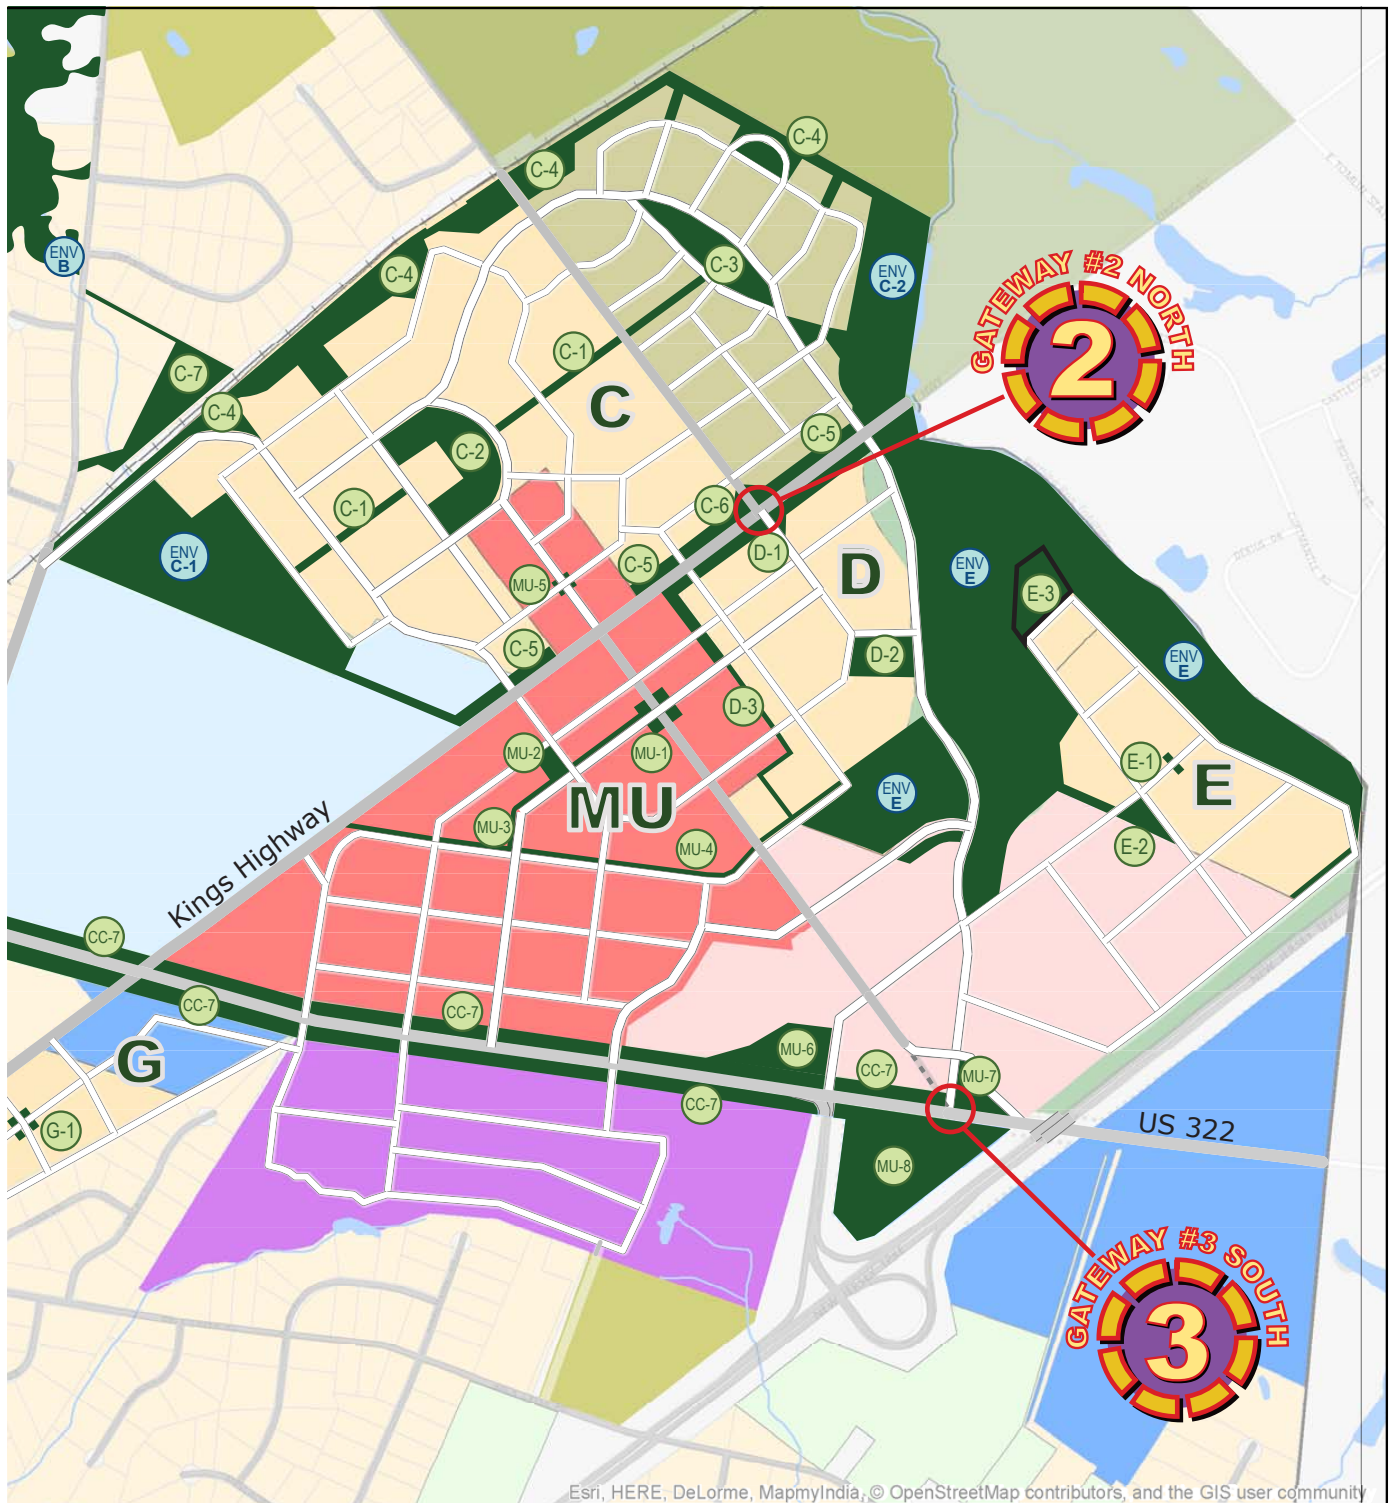 C-4
C-4
ENV
B
C-4
C-3
ENV
C-2
GATEWAY #2 NORTH
2
C-7
C-1
C
C-4
C-5
C-2
C-1
C-6
ENV
C-1
D-1
C-5
D
ENV
E
MU-5
E-3
C-5
D-2
ENV
E
D-3
MU-2
MU-1
E-1
E
ENV
E
MU
MU-3
MU-4
E-2
Kings Highway
CC-7
CC-7
CC-7
G
MU-6
CC-7
MU-7
CC-7
G-1
US 322
MU-8
GATEWAY #3 SOUTH
3
Esri, HERE, DeLorme, MapmyIndia, © OpenStreetMap contributors, and the GIS user community